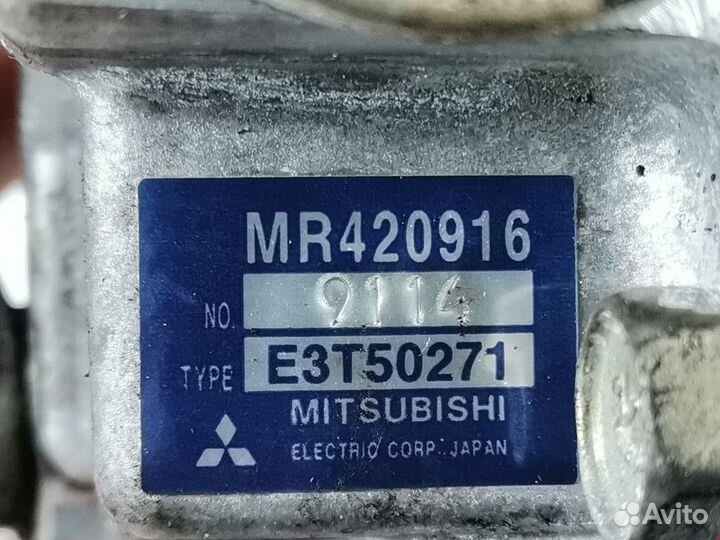 MR420916
NO. 9114
TYPE E3T50271
MITSUBISHI
ELECTRIC CORP. JAPAN
Avito